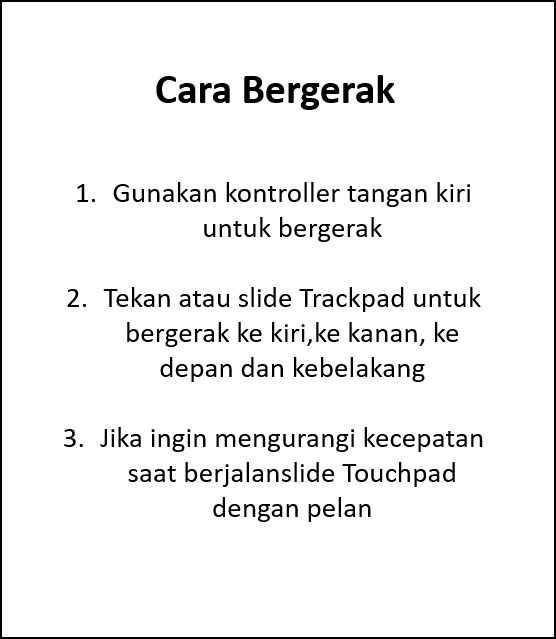 Cara Bergerak
1. Gunakan kontroller tangan kiri
untuk bergerak
2. Tekan atau slide Trackpad untuk
bergerak ke kiri,ke kanan, ke
depan dan kebelakang
3. Jika ingin mengurangi kecepatan
saat berjalanslide Touchpad
dengan pelan